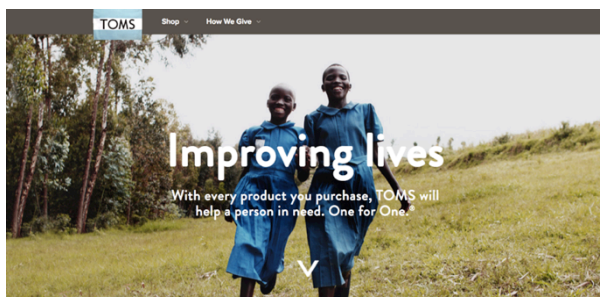 TOMS
Shop
How We Give
Improving lives
With every product you purchase, TOMS will
help a person in need. One for One.®